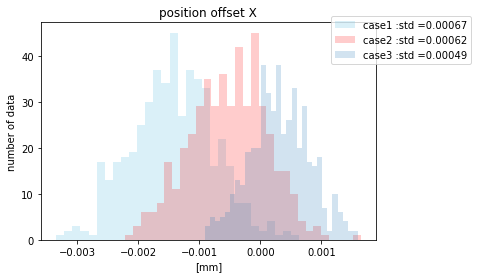 position offset X
case1 :std =0.00067
case2 :std =0.00062
case3 :std =0.00049
number of data
40
30
20
10
0
−0.003 −0.002 −0.001 0.000 0.001
[mm]